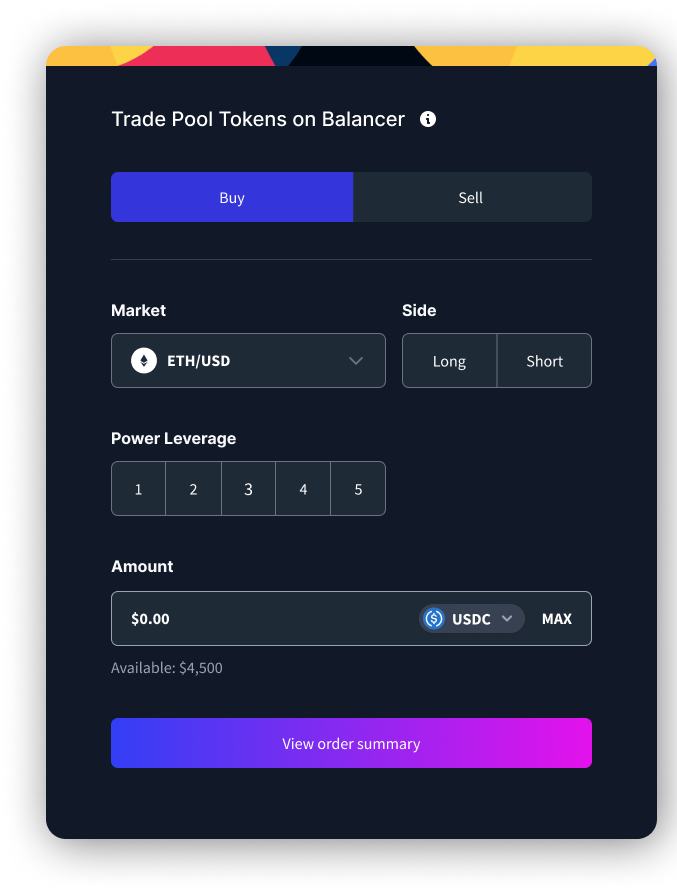 Trade Pool Tokens on Balancer
Buy Sell
Market Side
ETH/USD Long Short
Power Leverage
1 2 3 4 5
Amount
$0.00 USDC MAX
Available: $4,500
View order summary